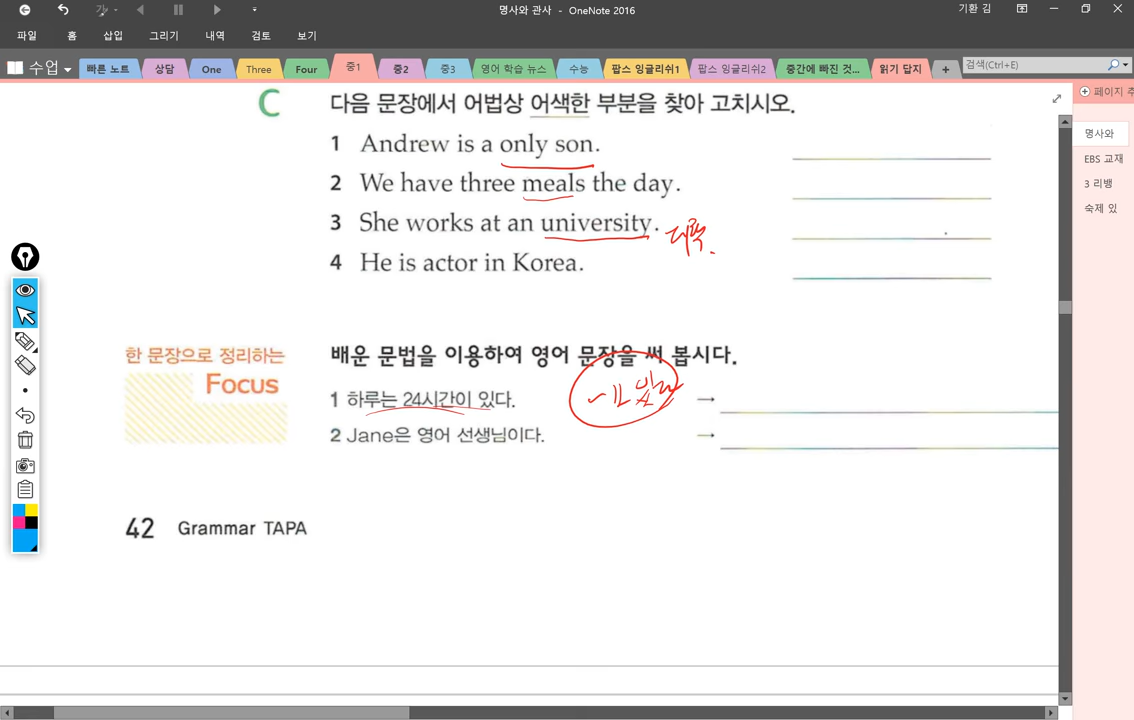 명사와 관사 - OneNote 2016
기환 김
파일 홈 삽입 그리기 내역 검토 보기
수업 빠른 노트 상담 One Three Four 중1 중2 중3 영어 학습 뉴스 수능 팝스 잉글리쉬1 팝스 잉글리쉬2 중간에 빠진 것... 읽기 답지 + 검색(Ctrl+E)
페이지 추
명사와
EBS 교재
3 리뱅
숙제 있
C 다음 문장에서 어법상 어색한 부분을 찾아 고치시오.
1 Andrew is a only son.
2 We have three meals the day.
3 She works at an university.
대학.
4 He is actor in Korea.
한 문장으로 정리하는
Focus
배운 문법을 이용하여 영어 문장을 써 봅시다.
1 하루는 24시간이 있다. →
2 Jane은 영어 선생님이다. →
42 Grammar TAPA